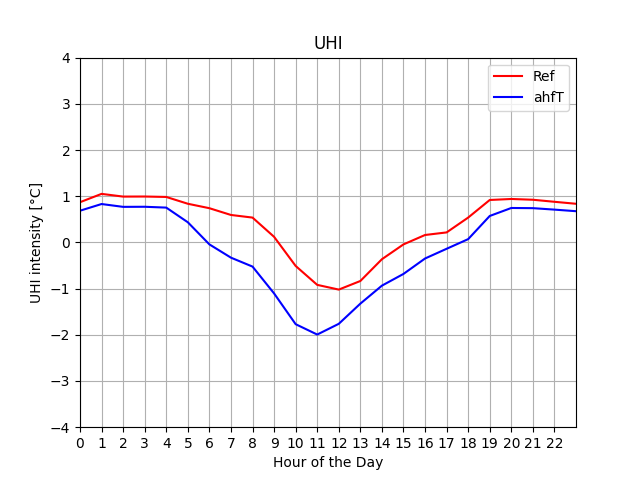 UHI
Ref
ahfT
UHI intensity [°C]
4
3
2
1
0
−1
−2
−3
−4
0 1 2 3 4 5 6 7 8 9 10 11 12 13 14 15 16 17 18 19 20 21 22
Hour of the Day